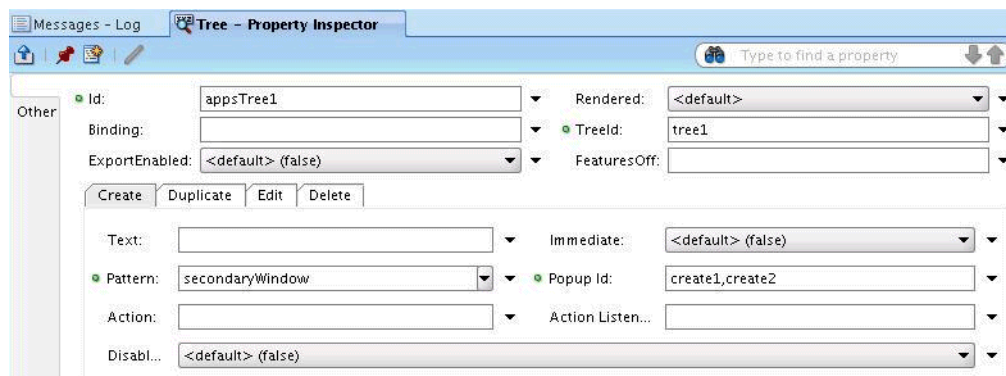 Messages - Log
Tree - Property Inspector
Type to find a property
Other
Id: appsTree1 Rendered: <default>
Binding: TreeId: tree1
ExportEnabled: <default> (false) FeaturesOff:
Create Duplicate Edit Delete
Text: Immediate: <default> (false)
Pattern: secondaryWindow Popup Id: create1,create2
Action: Action Listen...
Disabl... <default> (false)